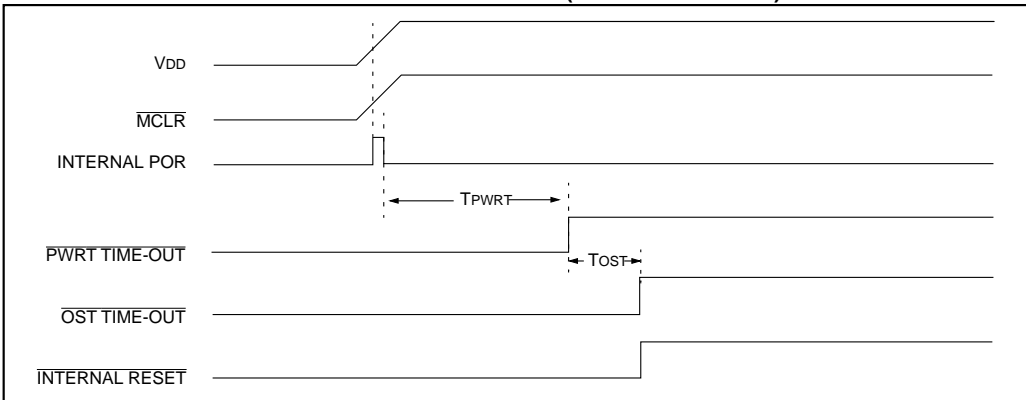 VDD
MCLR
INTERNAL POR
TPWRT
PWRT TIME-OUT
TOST
OST TIME-OUT
INTERNAL RESET